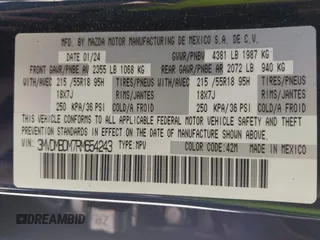 MFD. BY MAZDA MOTOR MANUFACTURING DE MEXICO S.A. DE C.V.
DATE 01/24 GVWR/PNBV 4381 LB 1987 KG
FRONT GAWR/PNBE AV 2355 LB 1068 KG REAR GAWR/PNBE AR 2072 LB 940 KG
WITH/AVEC 215 /55R18 95H TIRES/PNEUS WITH/AVEC 215 /55R18 95H TIRES/PNEUS
18X7J RIMS/JANTES 18X7J RIMS/JANTES
250 KPA/36 PSI COLD/A FROID 250 KPA/36 PSI COLD/A FROID
THIS VEHICLE CONFORMS TO ALL APPLICABLE U.S. FEDERAL MOTOR VEHICLE
SAFETY STANDARDS IN EFFECT ON THE DATE OF MANUFACTURE SHOWN ABOVE.
VIN: 3MVDMBDM7RM654243 COLOR CODE:42M MADE IN MEXICO
TYPE: MPV
DREAMBID